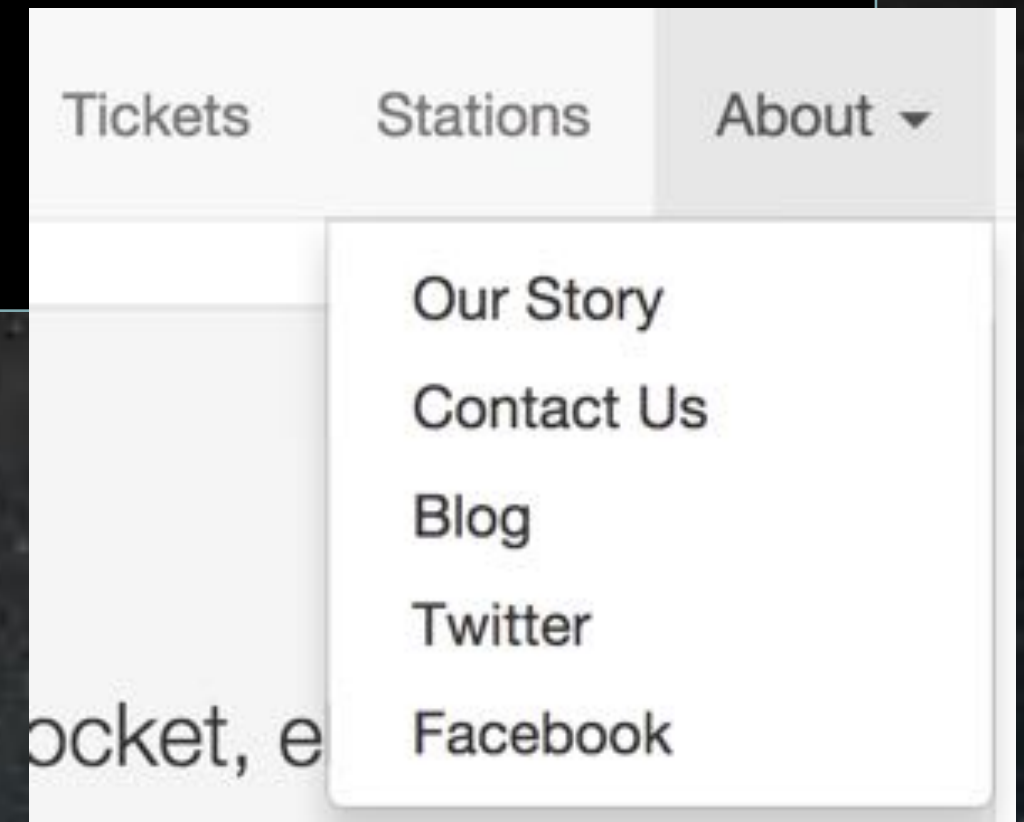 Tickets Stations About
Our Story
Contact Us
Blog
Twitter
Facebook
ocket, e